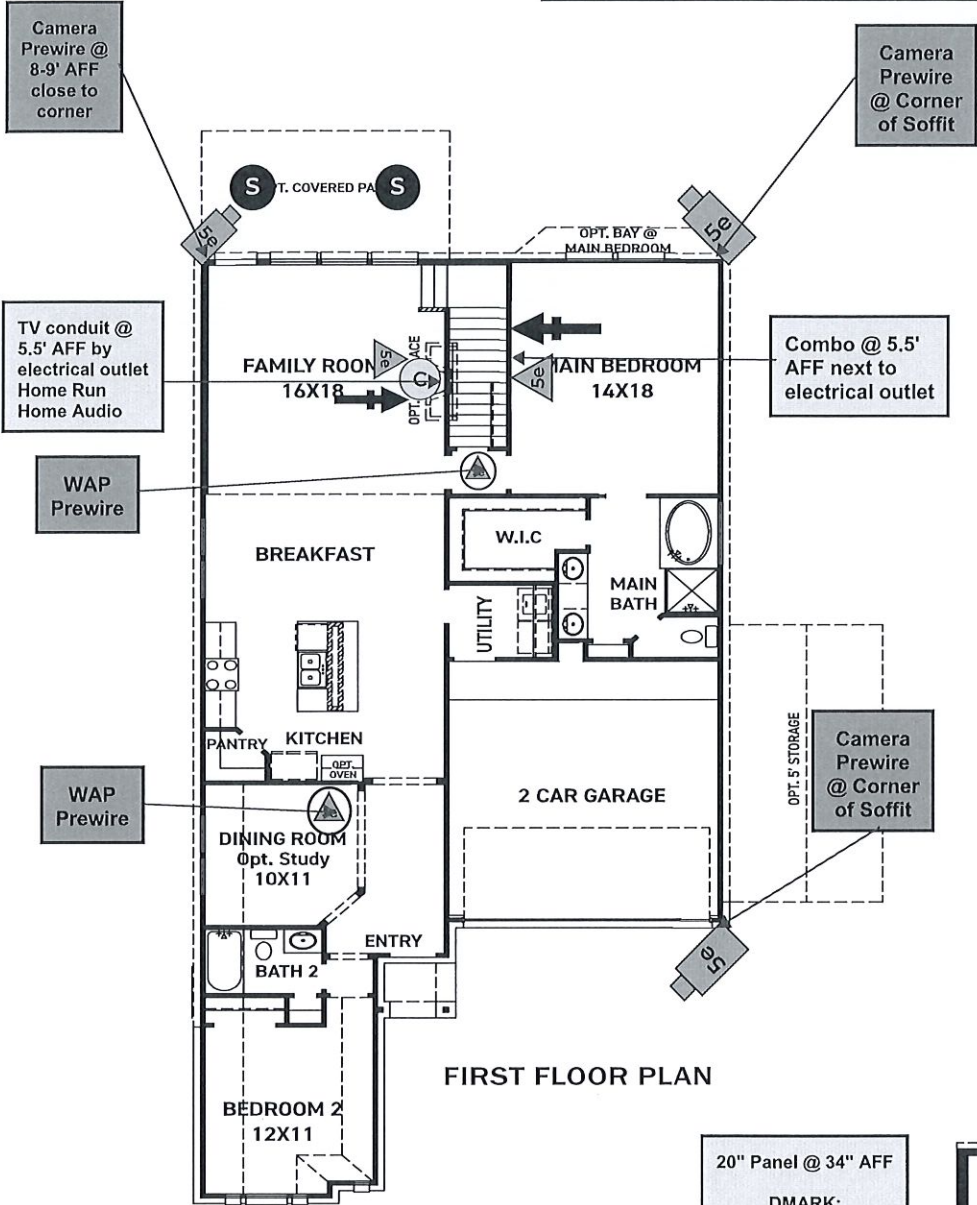 Camera
Prewire @
8-9' AFF
close to
corner
Camera
Prewire
@ Corner
of Soffit
S
T. COVERED PA
S
5e
5e
OPT. BAY @
MAIN BEDROOM
TV conduit @
5.5' AFF by
electrical outlet
Home Run
Home Audio
FAMILY ROOM
16X18
5e
C
OPT.
ACE
5e
MAIN BEDROOM
14X18
Combo @ 5.5'
AFF next to
electrical outlet
WAP
Prewire
W.I.C
BREAKFAST
MAIN
BATH
UTILITY
PANTRY
KITCHEN
OPT.
OVEN
WAP
Prewire
DINING ROOM
Opt. Study
10X11
2 CAR GARAGE
OPT. 5' STORAGE
Camera
Prewire
@ Corner
of Soffit
5e
ENTRY
BATH 2
FIRST FLOOR PLAN
BEDROOM 2
12X11
20" Panel @ 34" AFF
DMARK: